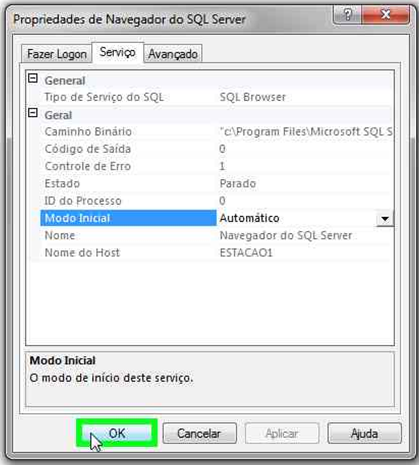 Propriedades de Navegador do SQL Server
Fazer Logon Serviço Avançado
General
Tipo de Serviço do SQL SQL Browser
Geral
Caminho Binário "c:\Program Files\Microsoft SQL S
Código de Saída 0
Controle de Erro 1
Estado Parado
ID do Processo 0
Modo Inicial Automático
Nome Navegador do SQL Server
Nome do Host ESTACAO1
Modo Inicial
O modo de início deste serviço.
OK Cancelar Aplicar Ajuda